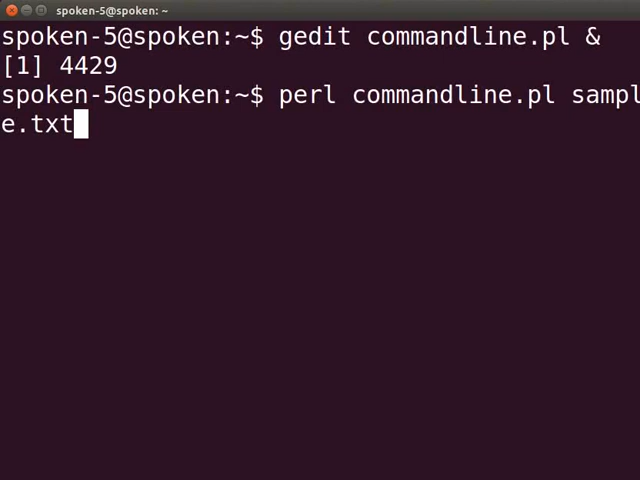 spoken-5@spoken: ~
spoken-5@spoken:~$ gedit commandline.pl &
[1] 4429
spoken-5@spoken:~$ perl commandline.pl sampl
e.txt